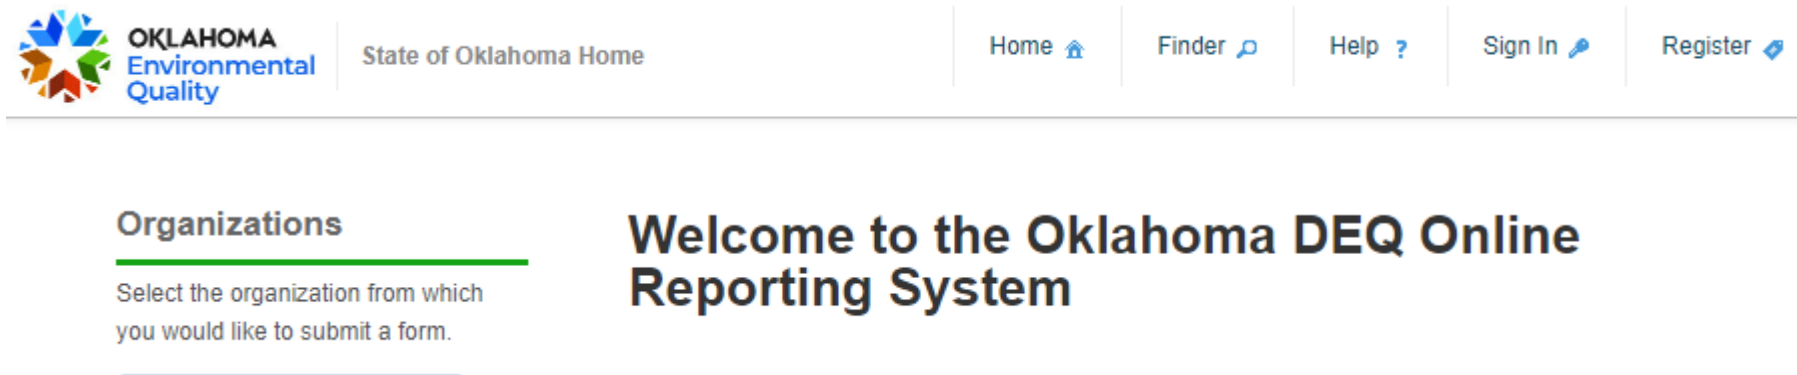 OKLAHOMA
Environmental
Quality
State of Oklahoma Home
Home
Finder
Help ?
Sign In
Register
Organizations
Select the organization from which
you would like to submit a form.
Welcome to the Oklahoma DEQ Online
Reporting System